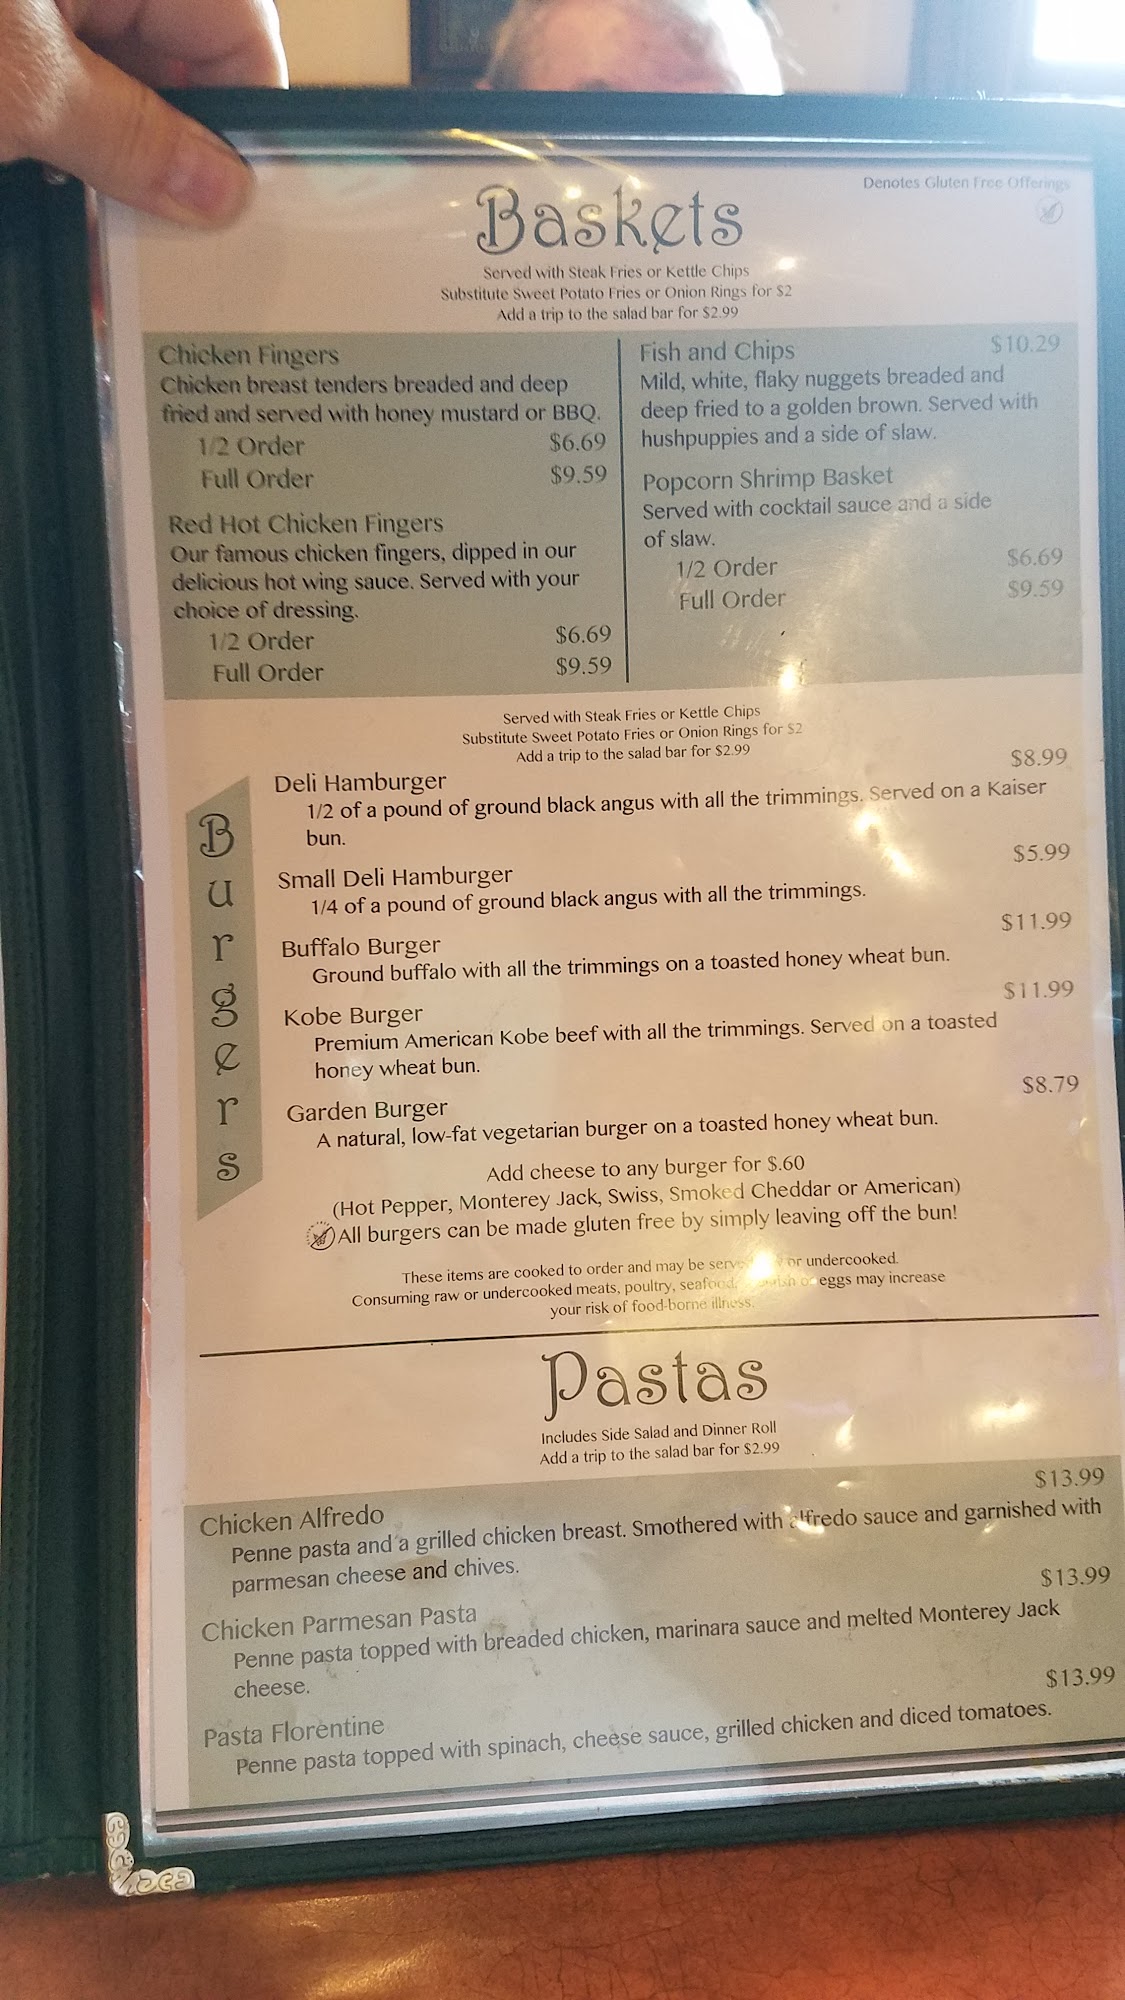 Denotes Gluten Free Offerings
Baskets
Served with Steak Fries or Kettle Chips
Substitute Sweet Potato Fries or Onion Rings for $2
Add a trip to the salad bar for $2.99
Chicken Fingers
Chicken breast tenders breaded and deep
fried and served with honey mustard or BBQ.
1/2 Order $6.69
Full Order $9.59
Red Hot Chicken Fingers
Our famous chicken fingers, dipped in our
delicious hot wing sauce. Served with your
choice of dressing.
1/2 Order $6.69
Full Order $9.59
Fish and Chips $10.29
Mild, white, flaky nuggets breaded and
deep fried to a golden brown. Served with
hushpuppies and a side of slaw.
Popcorn Shrimp Basket
Served with cocktail sauce and a side
of slaw.
1/2 Order $6.69
Full Order $9.59
Served with Steak Fries or Kettle Chips
Substitute Sweet Potato Fries or Onion Rings for $2
Add a trip to the salad bar for $2.99
Burgers
Deli Hamburger $8.99
1/2 of a pound of ground black angus with all the trimmings. Served on a Kaiser
bun.
Small Deli Hamburger $5.99
1/4 of a pound of ground black angus with all the trimmings.
Buffalo Burger $11.99
Ground buffalo with all the trimmings on a toasted honey wheat bun.
Kobe Burger $11.99
Premium American Kobe beef with all the trimmings. Served on a toasted
honey wheat bun.
Garden Burger $8.79
A natural, low-fat vegetarian burger on a toasted honey wheat bun.
Add cheese to any burger for $.60
(Hot Pepper, Monterey Jack, Swiss, Smoked Cheddar or American)
All burgers can be made gluten free by simply leaving off the bun!
These items are cooked to order and may be or undercooked.
Consuming raw or undercooked meats, poultry, seafood, or eggs may increase
your risk of food-borne illness.
Pastas
Includes Side Salad and Dinner Roll
Add a trip to the salad bar for $2.99
Chicken Alfredo $13.99
Penne pasta and a grilled chicken breast. Smothered with alfredo sauce and garnished with
parmesan cheese and chives.
Chicken Parmesan Pasta $13.99
Penne pasta topped with breaded chicken, marinara sauce and melted Monterey Jack
cheese.
Pasta Florentine $13.99
Penne pasta topped with spinach, cheese sauce, grilled chicken and diced tomatoes.